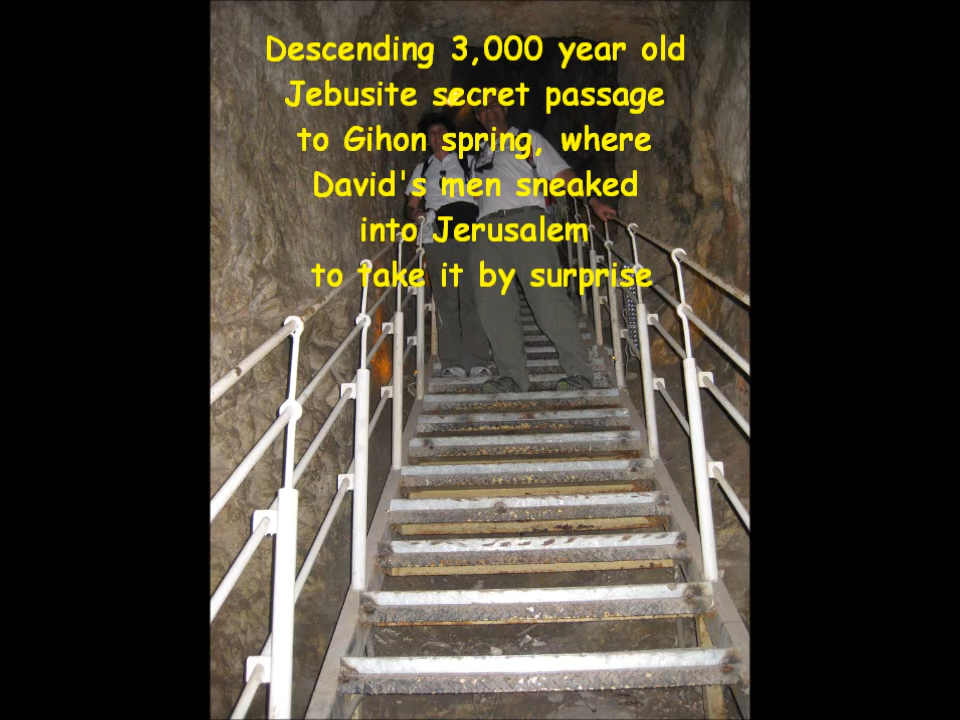 Descending 3,000 year old
Jebusite secret passage
to Gihon spring, where
David's men sneaked
into Jerusalem
to take it by surprise